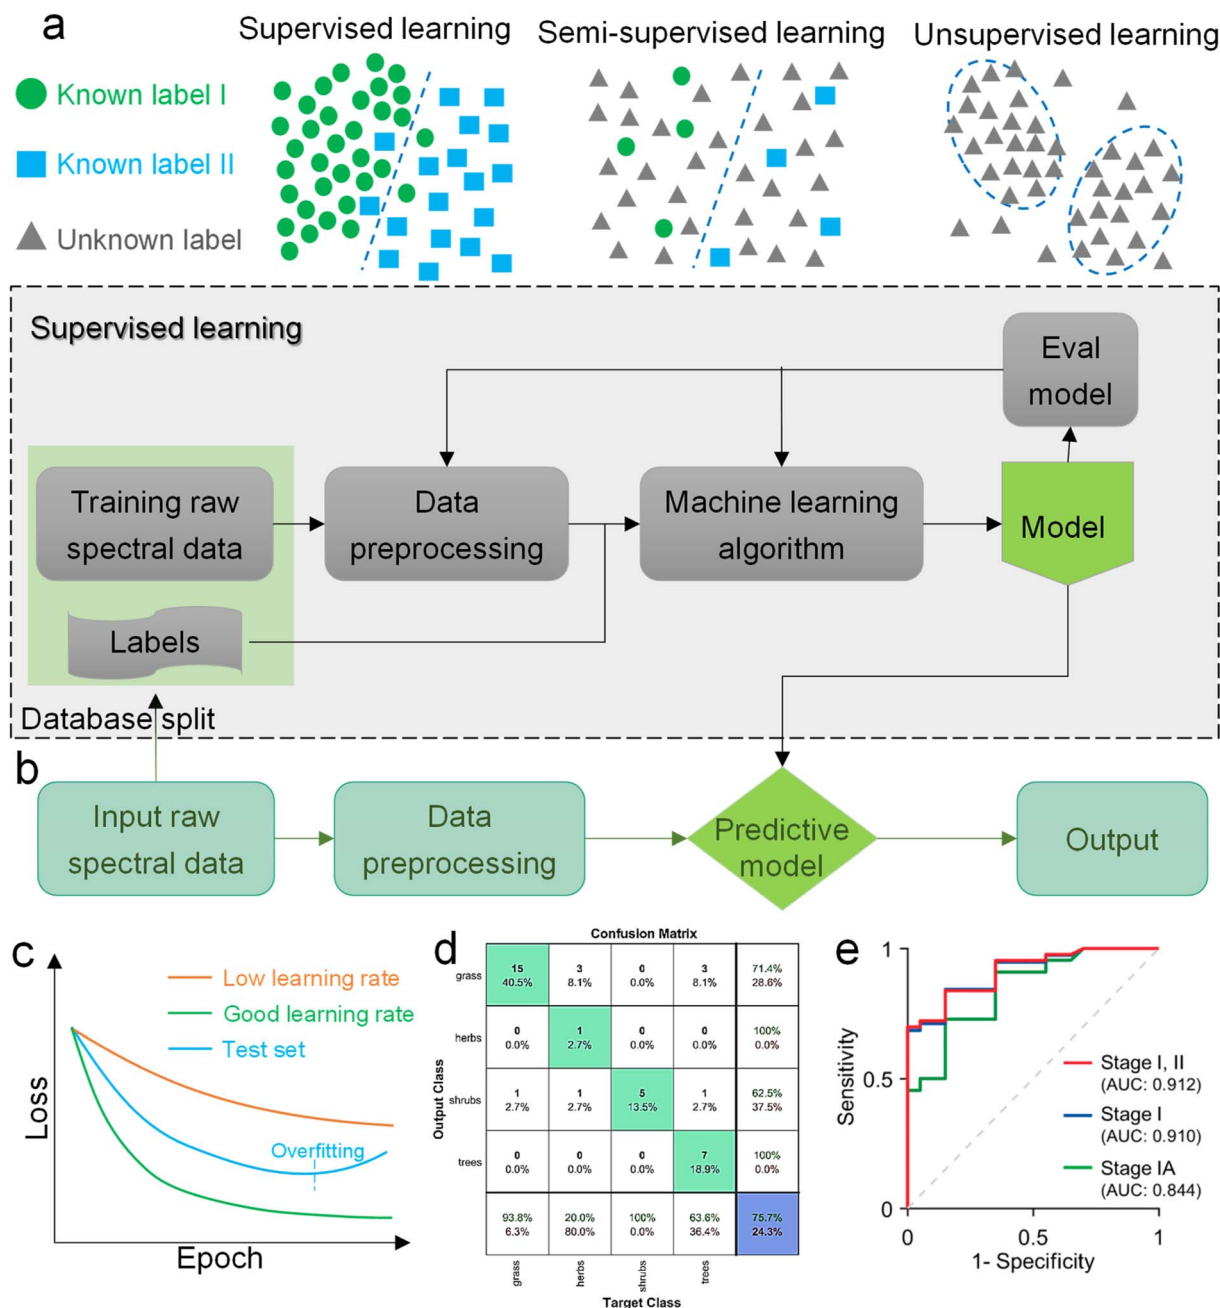 a
Supervised learning
Semi-supervised learning
Unsupervised learning
Known label I
Known label II
Unknown label
Supervised learning
Eval
model
Training raw
spectral data
Data
preprocessing
Machine learning
algorithm
Model
Labels
Database split
b
Input raw
spectral data
Data
preprocessing
Predictive
model
Output
c
Low learning rate
Good learning rate
Test set
Overfitting
Loss
Epoch
d
Confusion Matrix
Output Class
grass
15 3 0 3 71.4%
40.5% 8.1% 0.0% 8.1% 28.6%
herbs
0 1 0 0 100%
0.0% 2.7% 0.0% 0.0% 0.0%
shrubs
1 1 5 1 62.5%
2.7% 2.7% 13.5% 2.7% 37.5%
trees
0 0 0 7 100%
0.0% 0.0% 0.0% 18.9% 0.0%
93.8% 20.0% 100% 63.6% 75.7%
6.3% 80.0% 0.0% 36.4% 24.3%
grass herbs shrubs trees
Target Class
e
1
0.5
0
Sensitivity
Stage I, II
(AUC: 0.912)
Stage I
(AUC: 0.910)
Stage IA
(AUC: 0.844)
0 0.5 1
1- Specificity